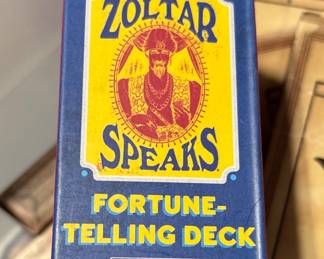 ZOLTAR
SPEAKS
FORTUNE-
TELLING DECK